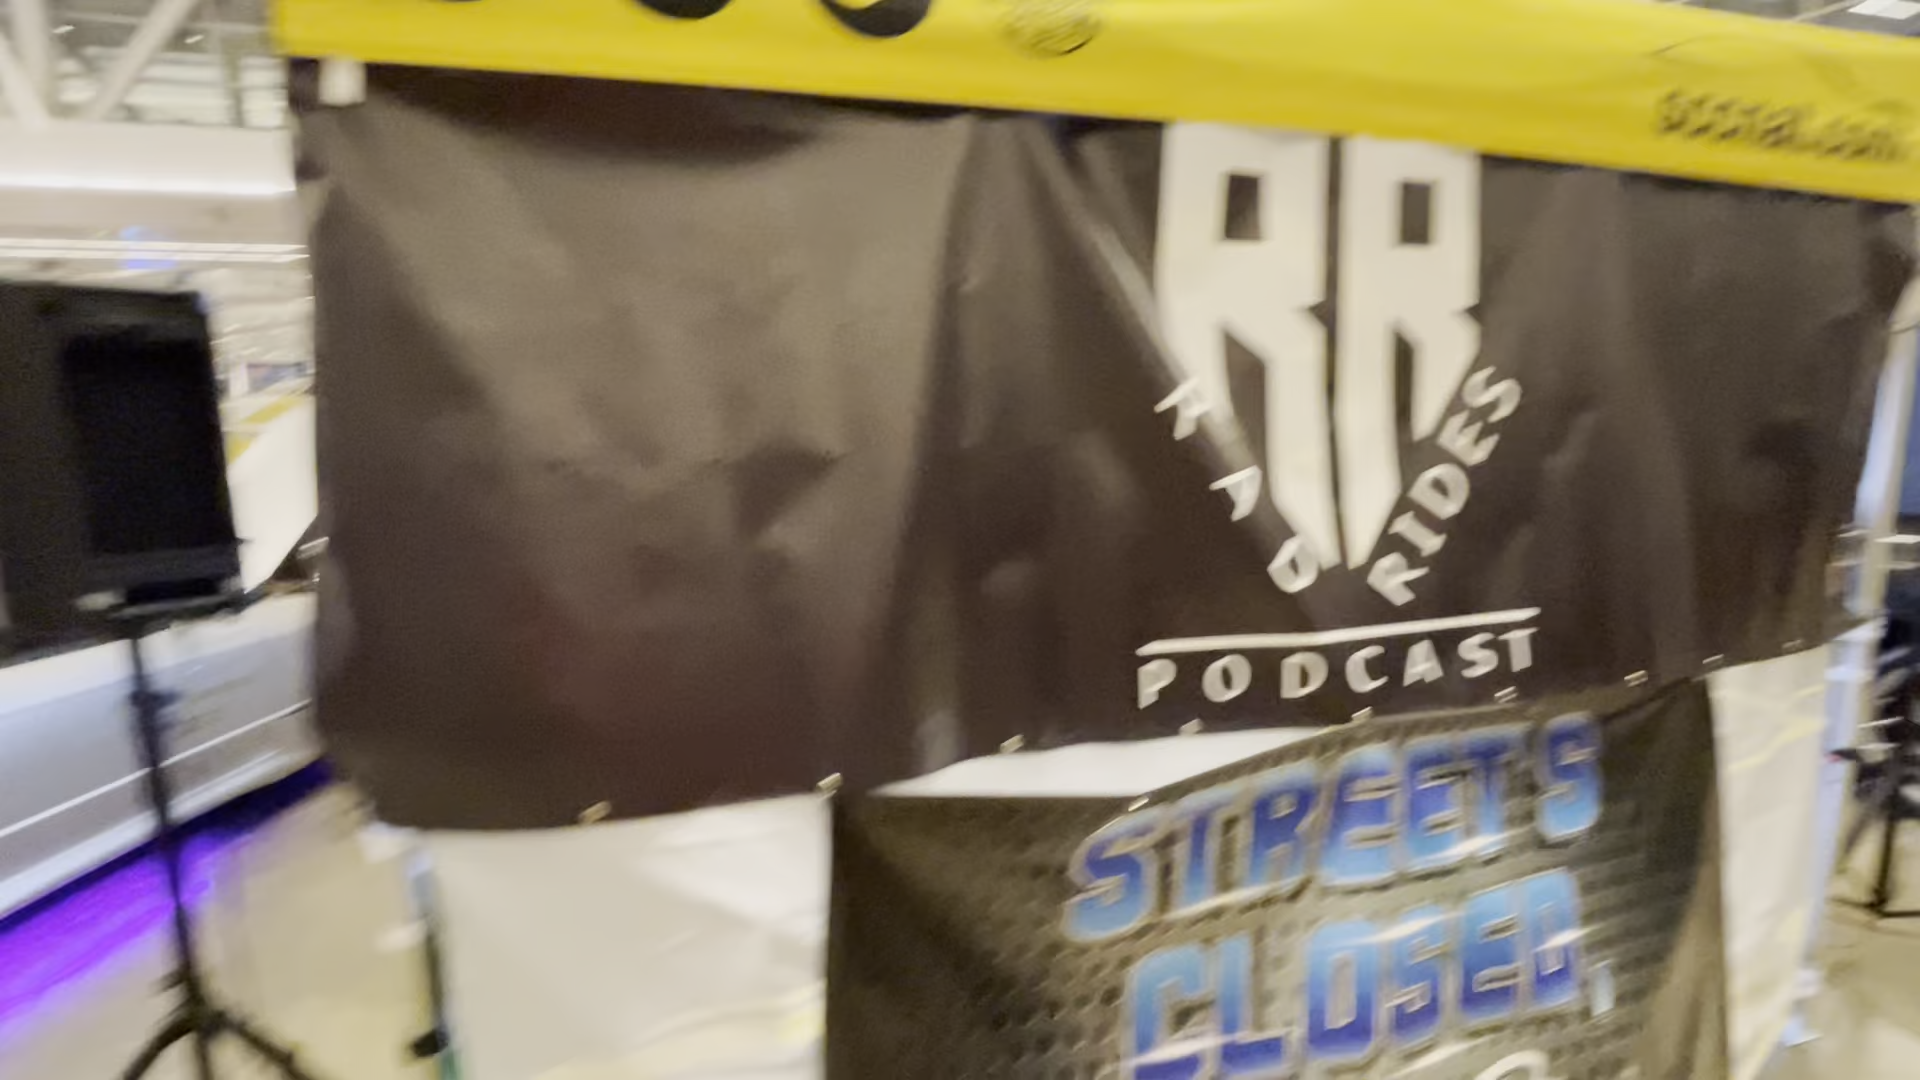 RR
RAD RIDES
PODCAST
STREET'S
CLOSED,